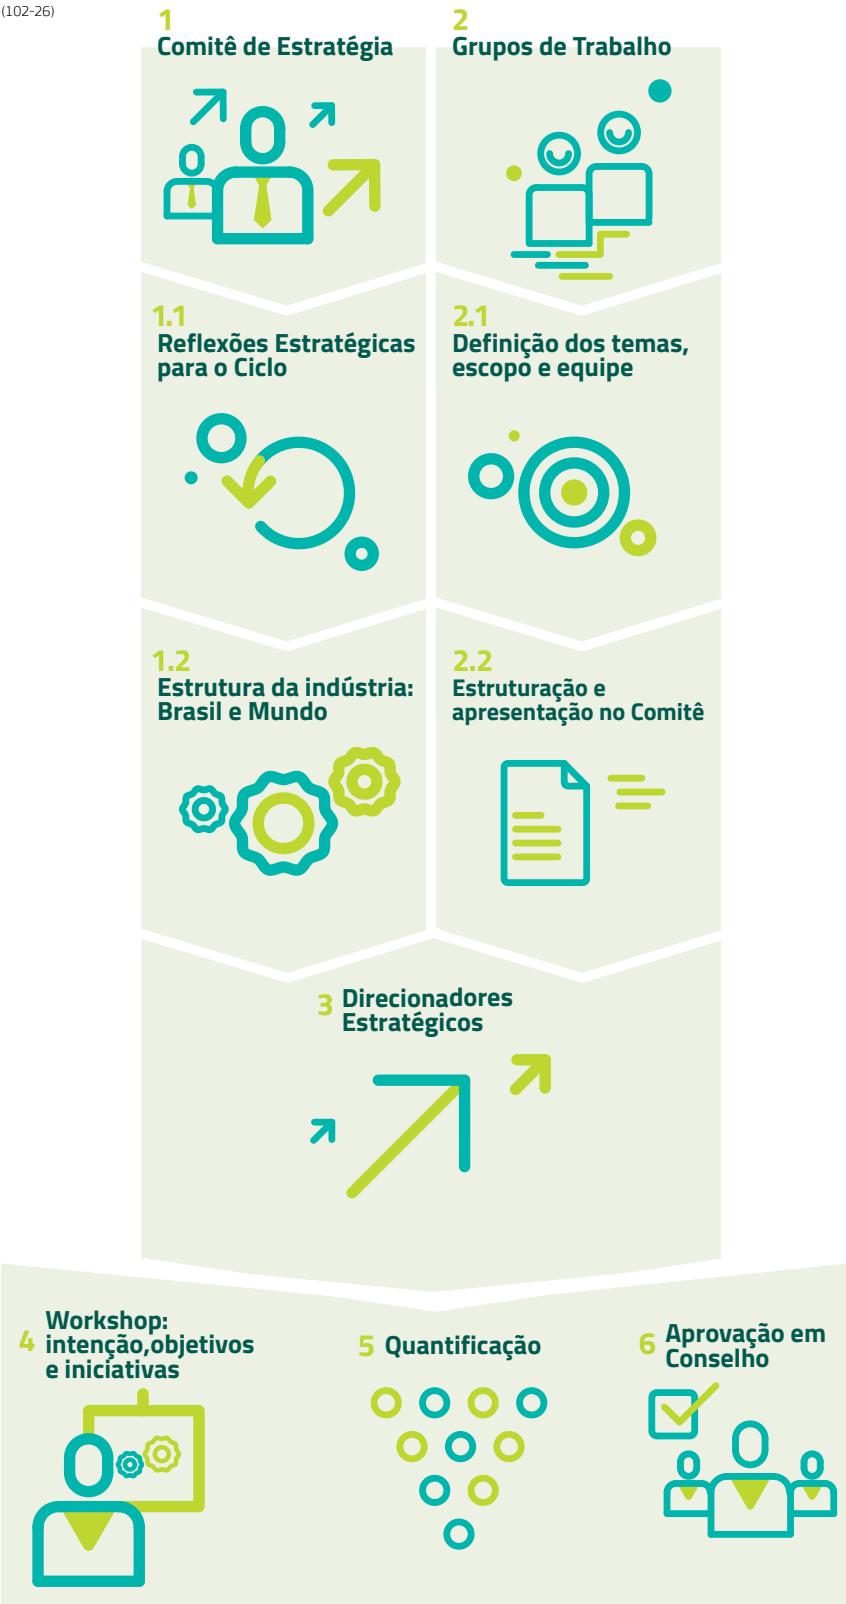 (102-26)
1
Comitê de Estratégia
2
Grupos de Trabalho
1.1
Reflexões Estratégicas
para o Ciclo
2.1
Definição dos temas,
escopo e equipe
1.2
Estrutura da indústria:
Brasil e Mundo
2.2
Estruturação e
apresentação no Comitê
3
Direcionadores
Estratégicos
4
Workshop:
intenção,objetivos
e iniciativas
5
Quantificação
6
Aprovação em
Conselho